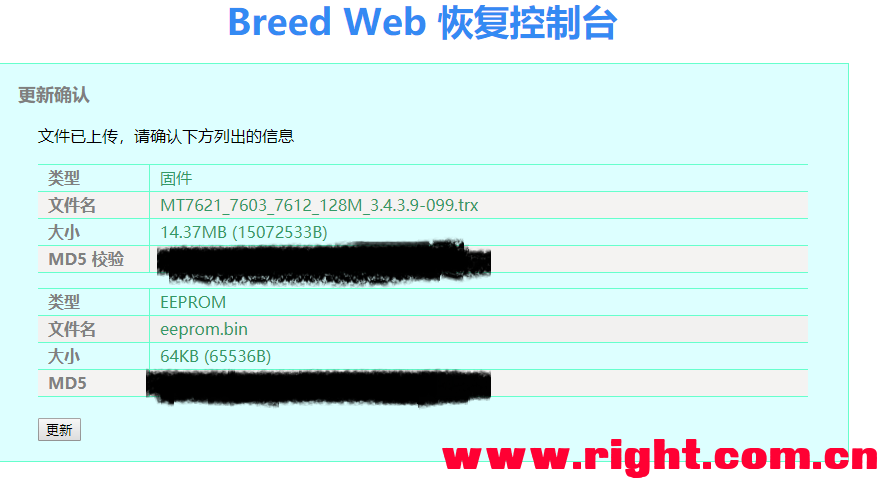 Breed Web 恢复控制台
更新确认
文件已上传，请确认下方列出的信息
类型 固件
文件名 MT7621_7603_7612_128M_3.4.3.9-099.trx
大小 14.37MB (15072533B)
MD5 校验
类型 EEPROM
文件名 eeprom.bin
大小 64KB (65536B)
MD5
更新
www.right.com.cn